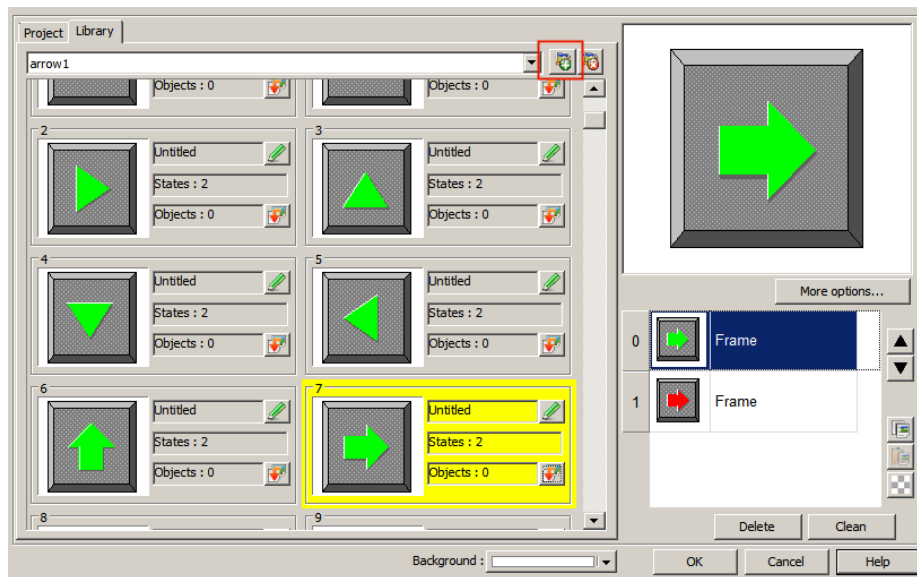 Project Library
arrow1
Objects : 0
Objects : 0
2
Untitled
States : 2
Objects : 0
3
Untitled
States : 2
Objects : 0
4
Untitled
States : 2
Objects : 0
5
Untitled
States : 2
Objects : 0
6
Untitled
States : 2
Objects : 0
7
Untitled
States : 2
Objects : 0
8
9
More options...
0 Frame
1 Frame
Delete Clean
Background :
OK Cancel Help